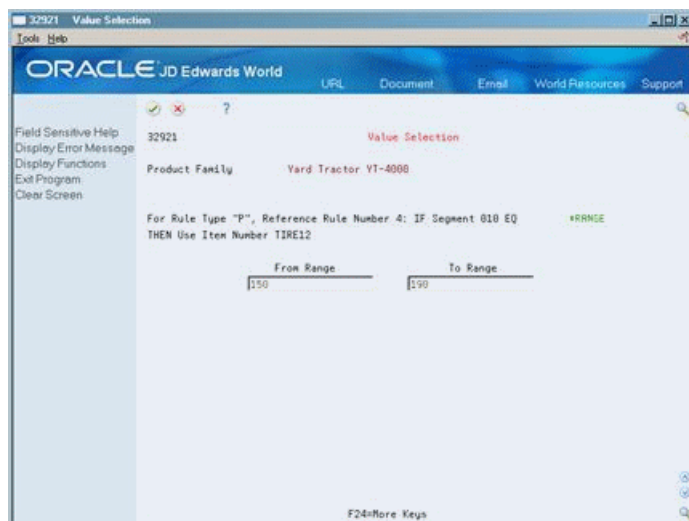 32921 Value Selection
Tools Help
ORACLE JD Edwards World
URL Document Email World Resources Support
?
Field Sensitive Help
Display Error Message
Display Functions
Exit Program
Clear Screen
32921 Value Selection
Product Family Yard Tractor YT-4000
For Rule Type "P", Reference Rule Number 4: IF Segment 010 EQ *RANGE
THEN Use Item Number TIRE12
From Range To Range
150 190
F24=More Keys